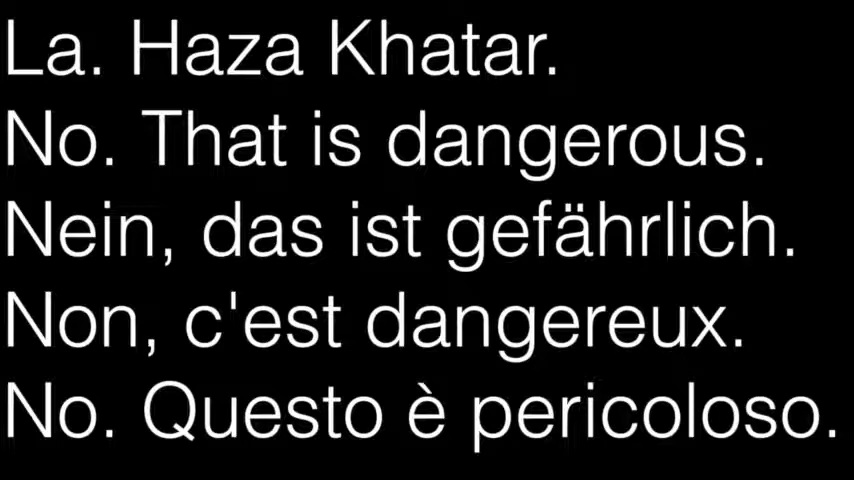 La. Haza Khatar.
No. That is dangerous.
Nein, das ist gefährlich.
Non, c'est dangereux.
No. Questo è pericoloso.